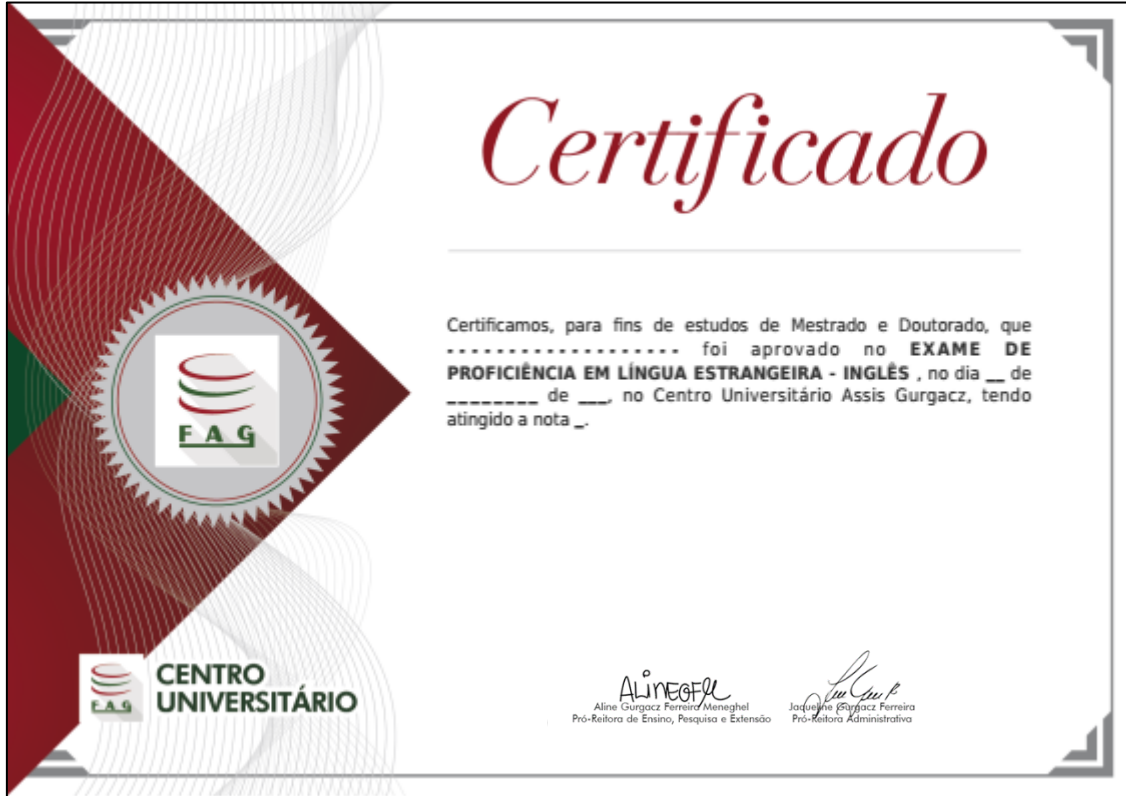 Certificado
Certificamos, para fins de estudos de Mestrado e Doutorado, que
------------------- foi aprovado no EXAME DE
PROFICIÊNCIA EM LÍNGUA ESTRANGEIRA - INGLÊS , no dia __ de
________ de ___, no Centro Universitário Assis Gurgacz, tendo
atingido a nota _.
FAG
FAG
CENTRO
UNIVERSITÁRIO
Aline Gurgacz Ferreira Meneghel
Pró-Reitora de Ensino, Pesquisa e Extensão
Jaqueline Gurgacz Ferreira
Pró-Reitora Administrativa